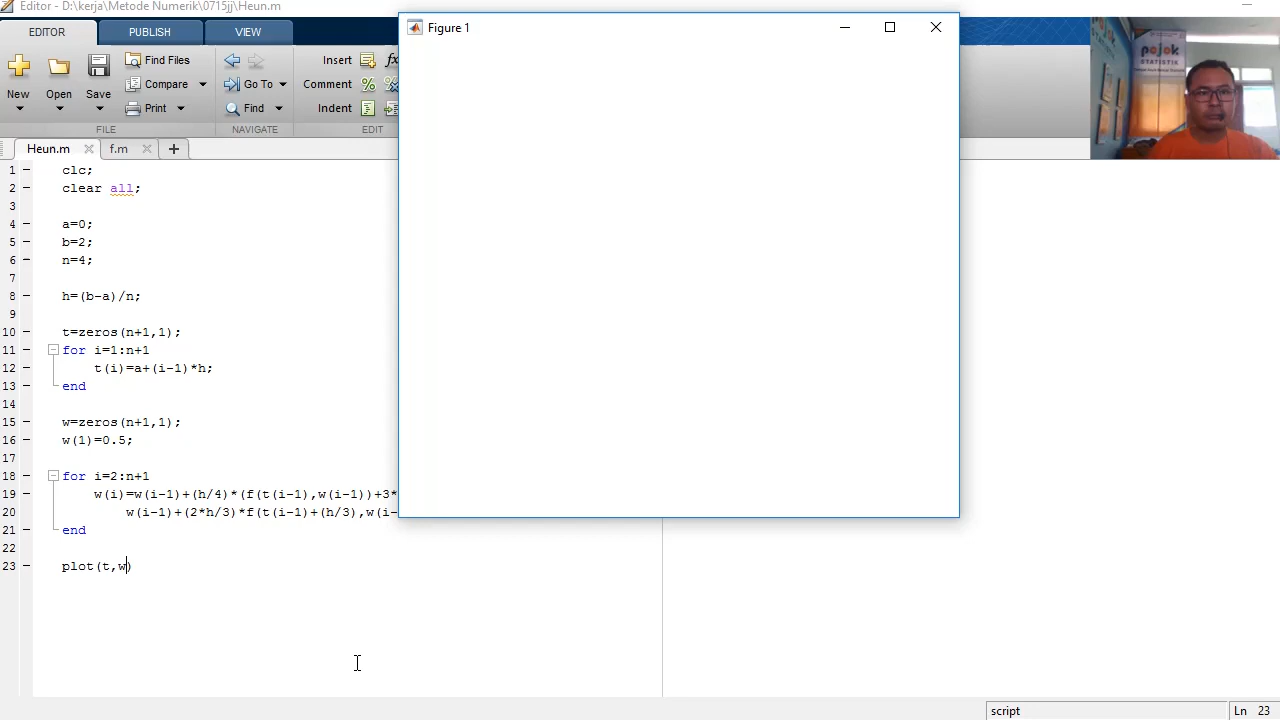 Editor - D:\kerja\Metode Numerik\0715jj\Heun.m
Figure 1
pojok
STATISTIK
EDITOR
PUBLISH
VIEW
New
Open
Save
Find Files
Compare
Print
Go To
Find
Insert
Comment
Indent
FILE
NAVIGATE
EDIT
Heun.m
f.m
1 clc;
2 clear all;
3
4 a=0;
5 b=2;
6 n=4;
7
8 h=(b-a)/n;
9
10 t=zeros(n+1,1);
11 for i=1:n+1
12 t(i)=a+(i-1)*h;
13 end
14
15 w=zeros(n+1,1);
16 w(1)=0.5;
17
18 for i=2:n+1
19 w(i)=w(i-1)+(h/4)*(f(t(i-1),w(i-1))+3*
20 w(i-1)+(2*h/3)*f(t(i-1)+(h/3),w(i-
21 end
22
23 plot(t,w)
script
Ln 23